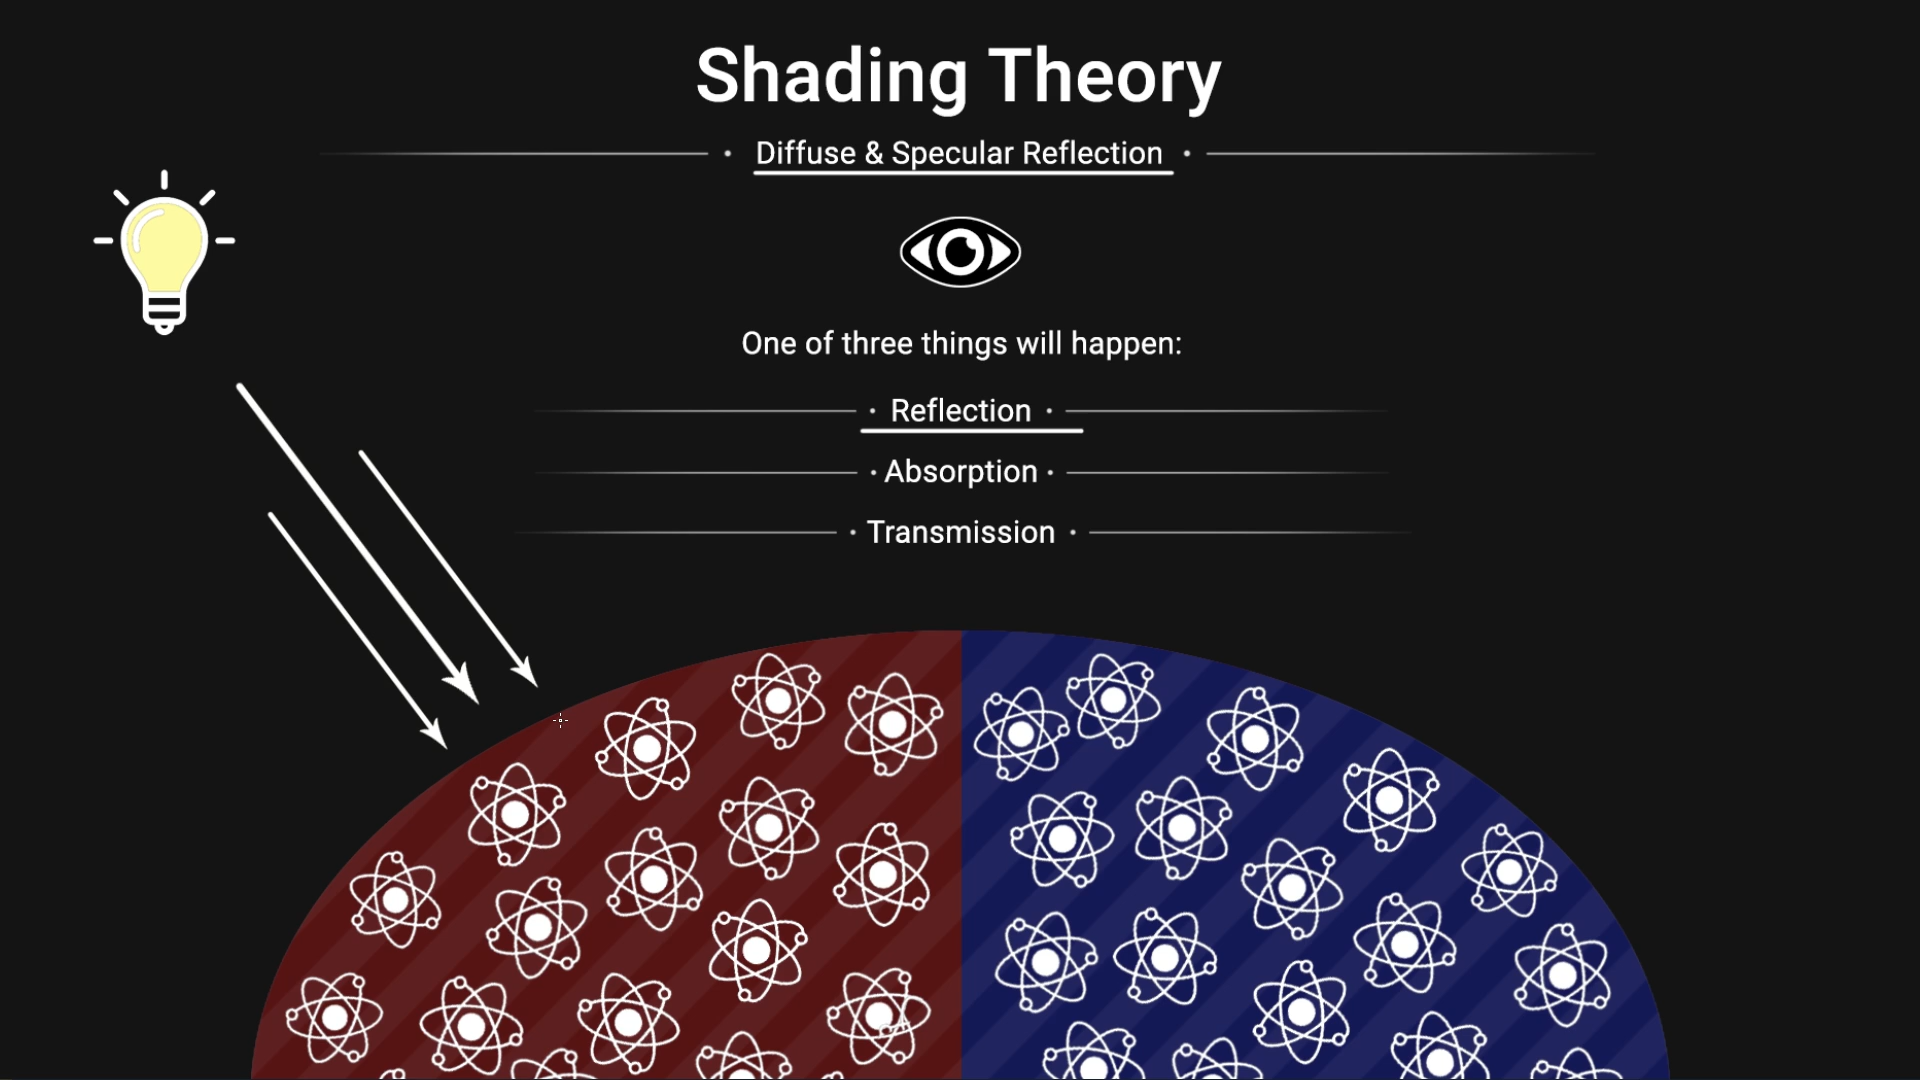 Shading Theory
Diffuse & Specular Reflection
One of three things will happen:
Reflection
Absorption
Transmission